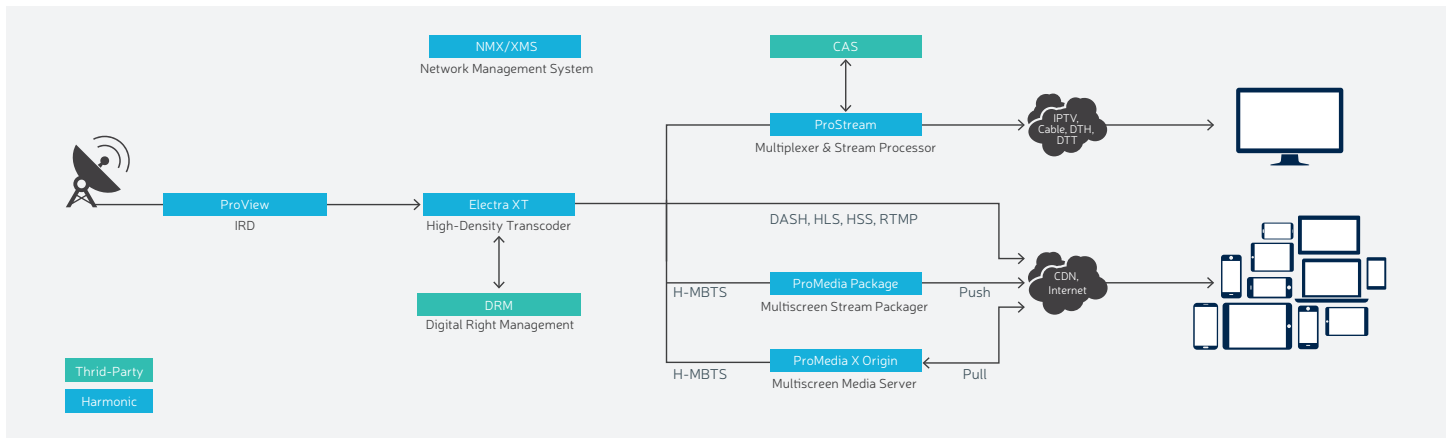 NMX/XMS
Network Management System
CAS
ProStream
Multiplexer & Stream Processor
IPTV,
Cable, DTH,
DTT
ProView
IRD
Electra XT
High-Density Transcoder
DASH, HLS, HSS, RTMP
DRM
Digital Right Management
H-MBTS
ProMedia Package
Multiscreen Stream Packager
Push
CDN,
Internet
H-MBTS
ProMedia X Origin
Multiscreen Media Server
Pull
Thrid-Party
Harmonic